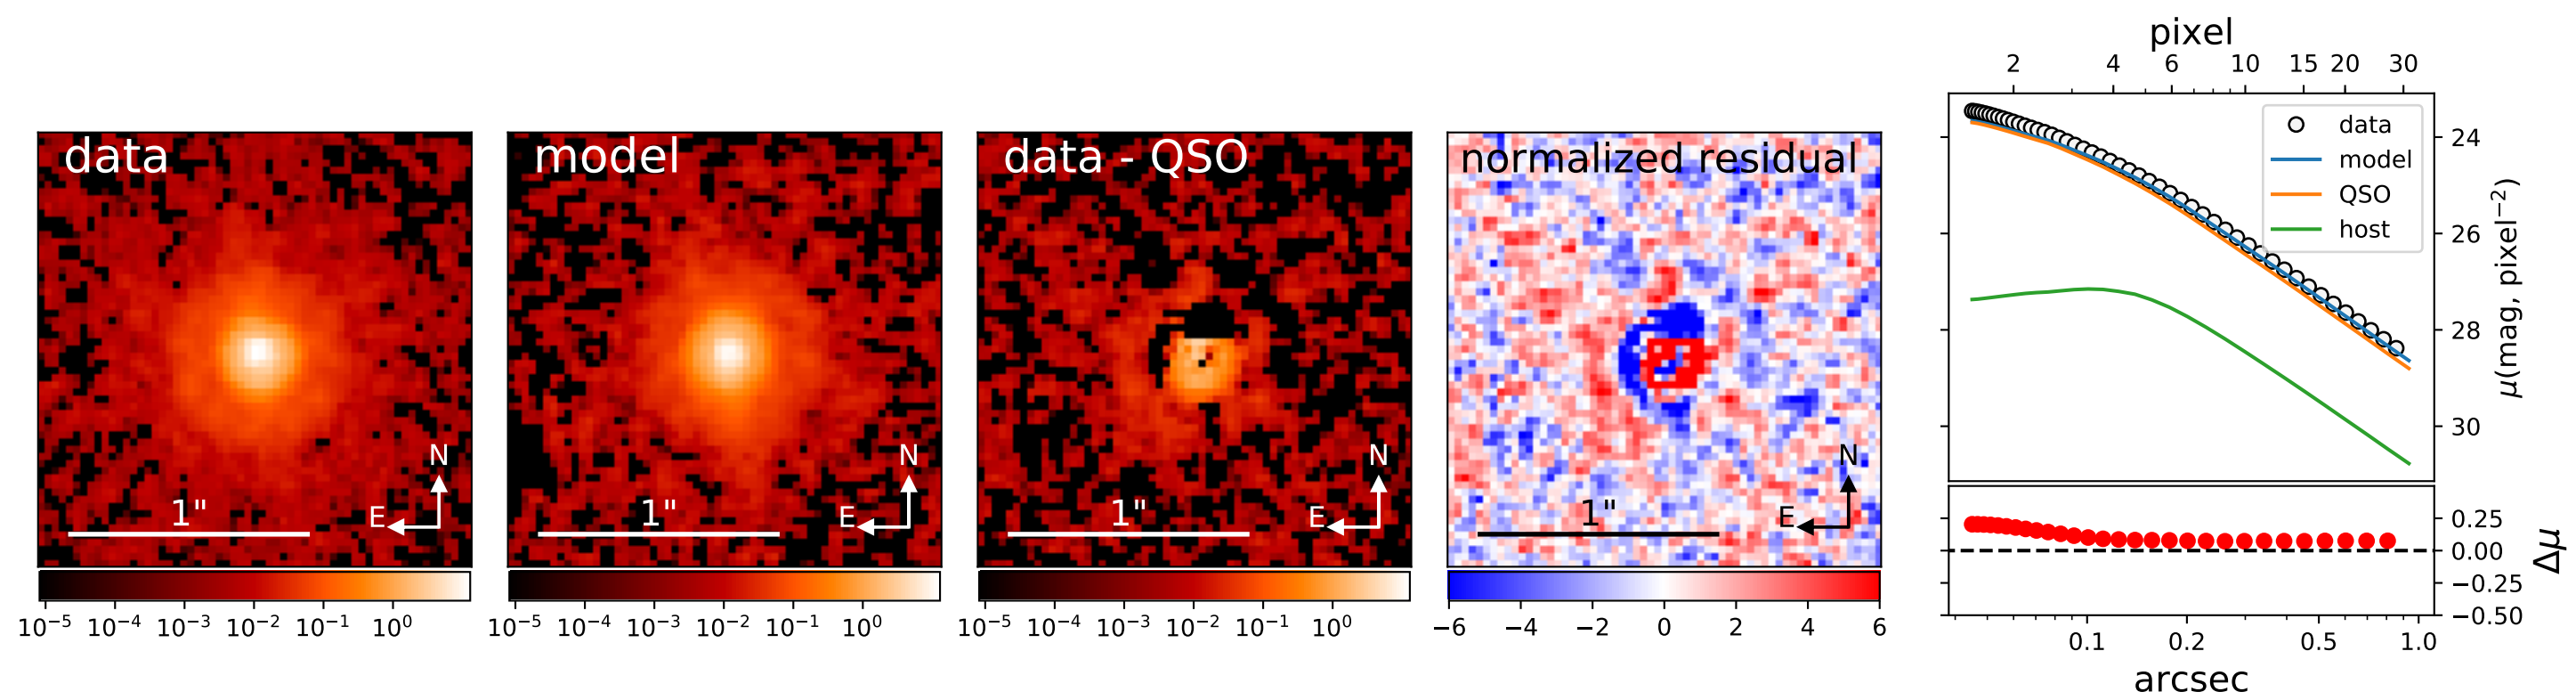 data
N
E
1"
10⁻⁵ 10⁻⁴ 10⁻³ 10⁻² 10⁻¹ 10⁰
model
N
E
1"
10⁻⁵ 10⁻⁴ 10⁻³ 10⁻² 10⁻¹ 10⁰
data - QSO
N
E
1"
10⁻⁵ 10⁻⁴ 10⁻³ 10⁻² 10⁻¹ 10⁰
normalized residual
N
E
1"
−6 −4 −2 0 2 4 6
pixel
2 4 6 10 15 20 30
data
model
QSO
host
24
26
28
30
μ(mag, pixel⁻²)
0.25
0.00
−0.25
−0.50
Δμ
0.1 0.2 0.5 1.0
arcsec